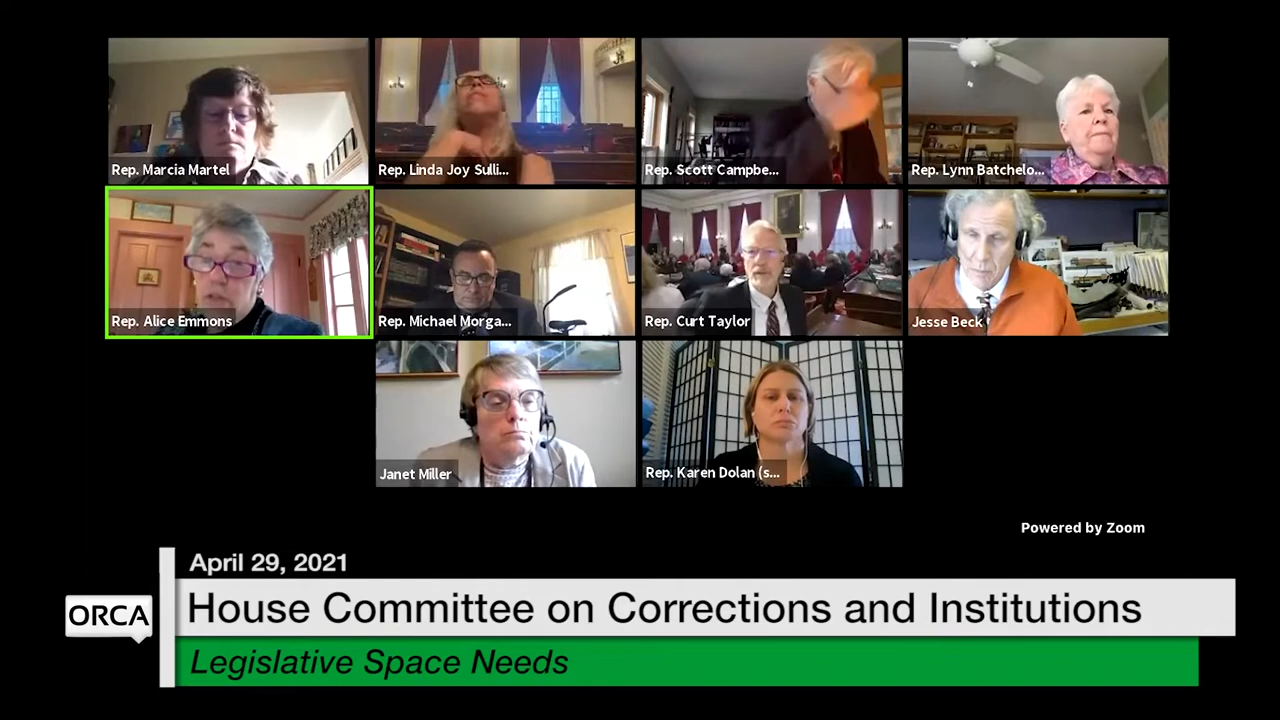 Rep. Marcia Martel
Rep. Linda Joy Sulli...
Rep. Scott Campbe...
Rep. Lynn Batchelo...
Rep. Alice Emmons
Rep. Michael Morga...
Rep. Curt Taylor
Jesse Beck
Janet Miller
Rep. Karen Dolan (s...
Powered by Zoom
April 29, 2021
ORCA
House Committee on Corrections and Institutions
Legislative Space Needs